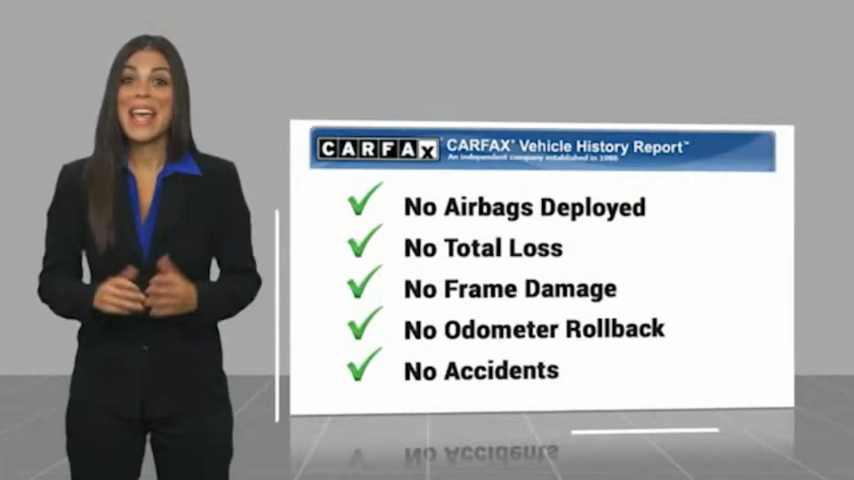 CARFAX CARFAX® Vehicle History Report™
An independent company established in 1986
No Airbags Deployed
No Total Loss
No Frame Damage
No Odometer Rollback
No Accidents
No Accidents